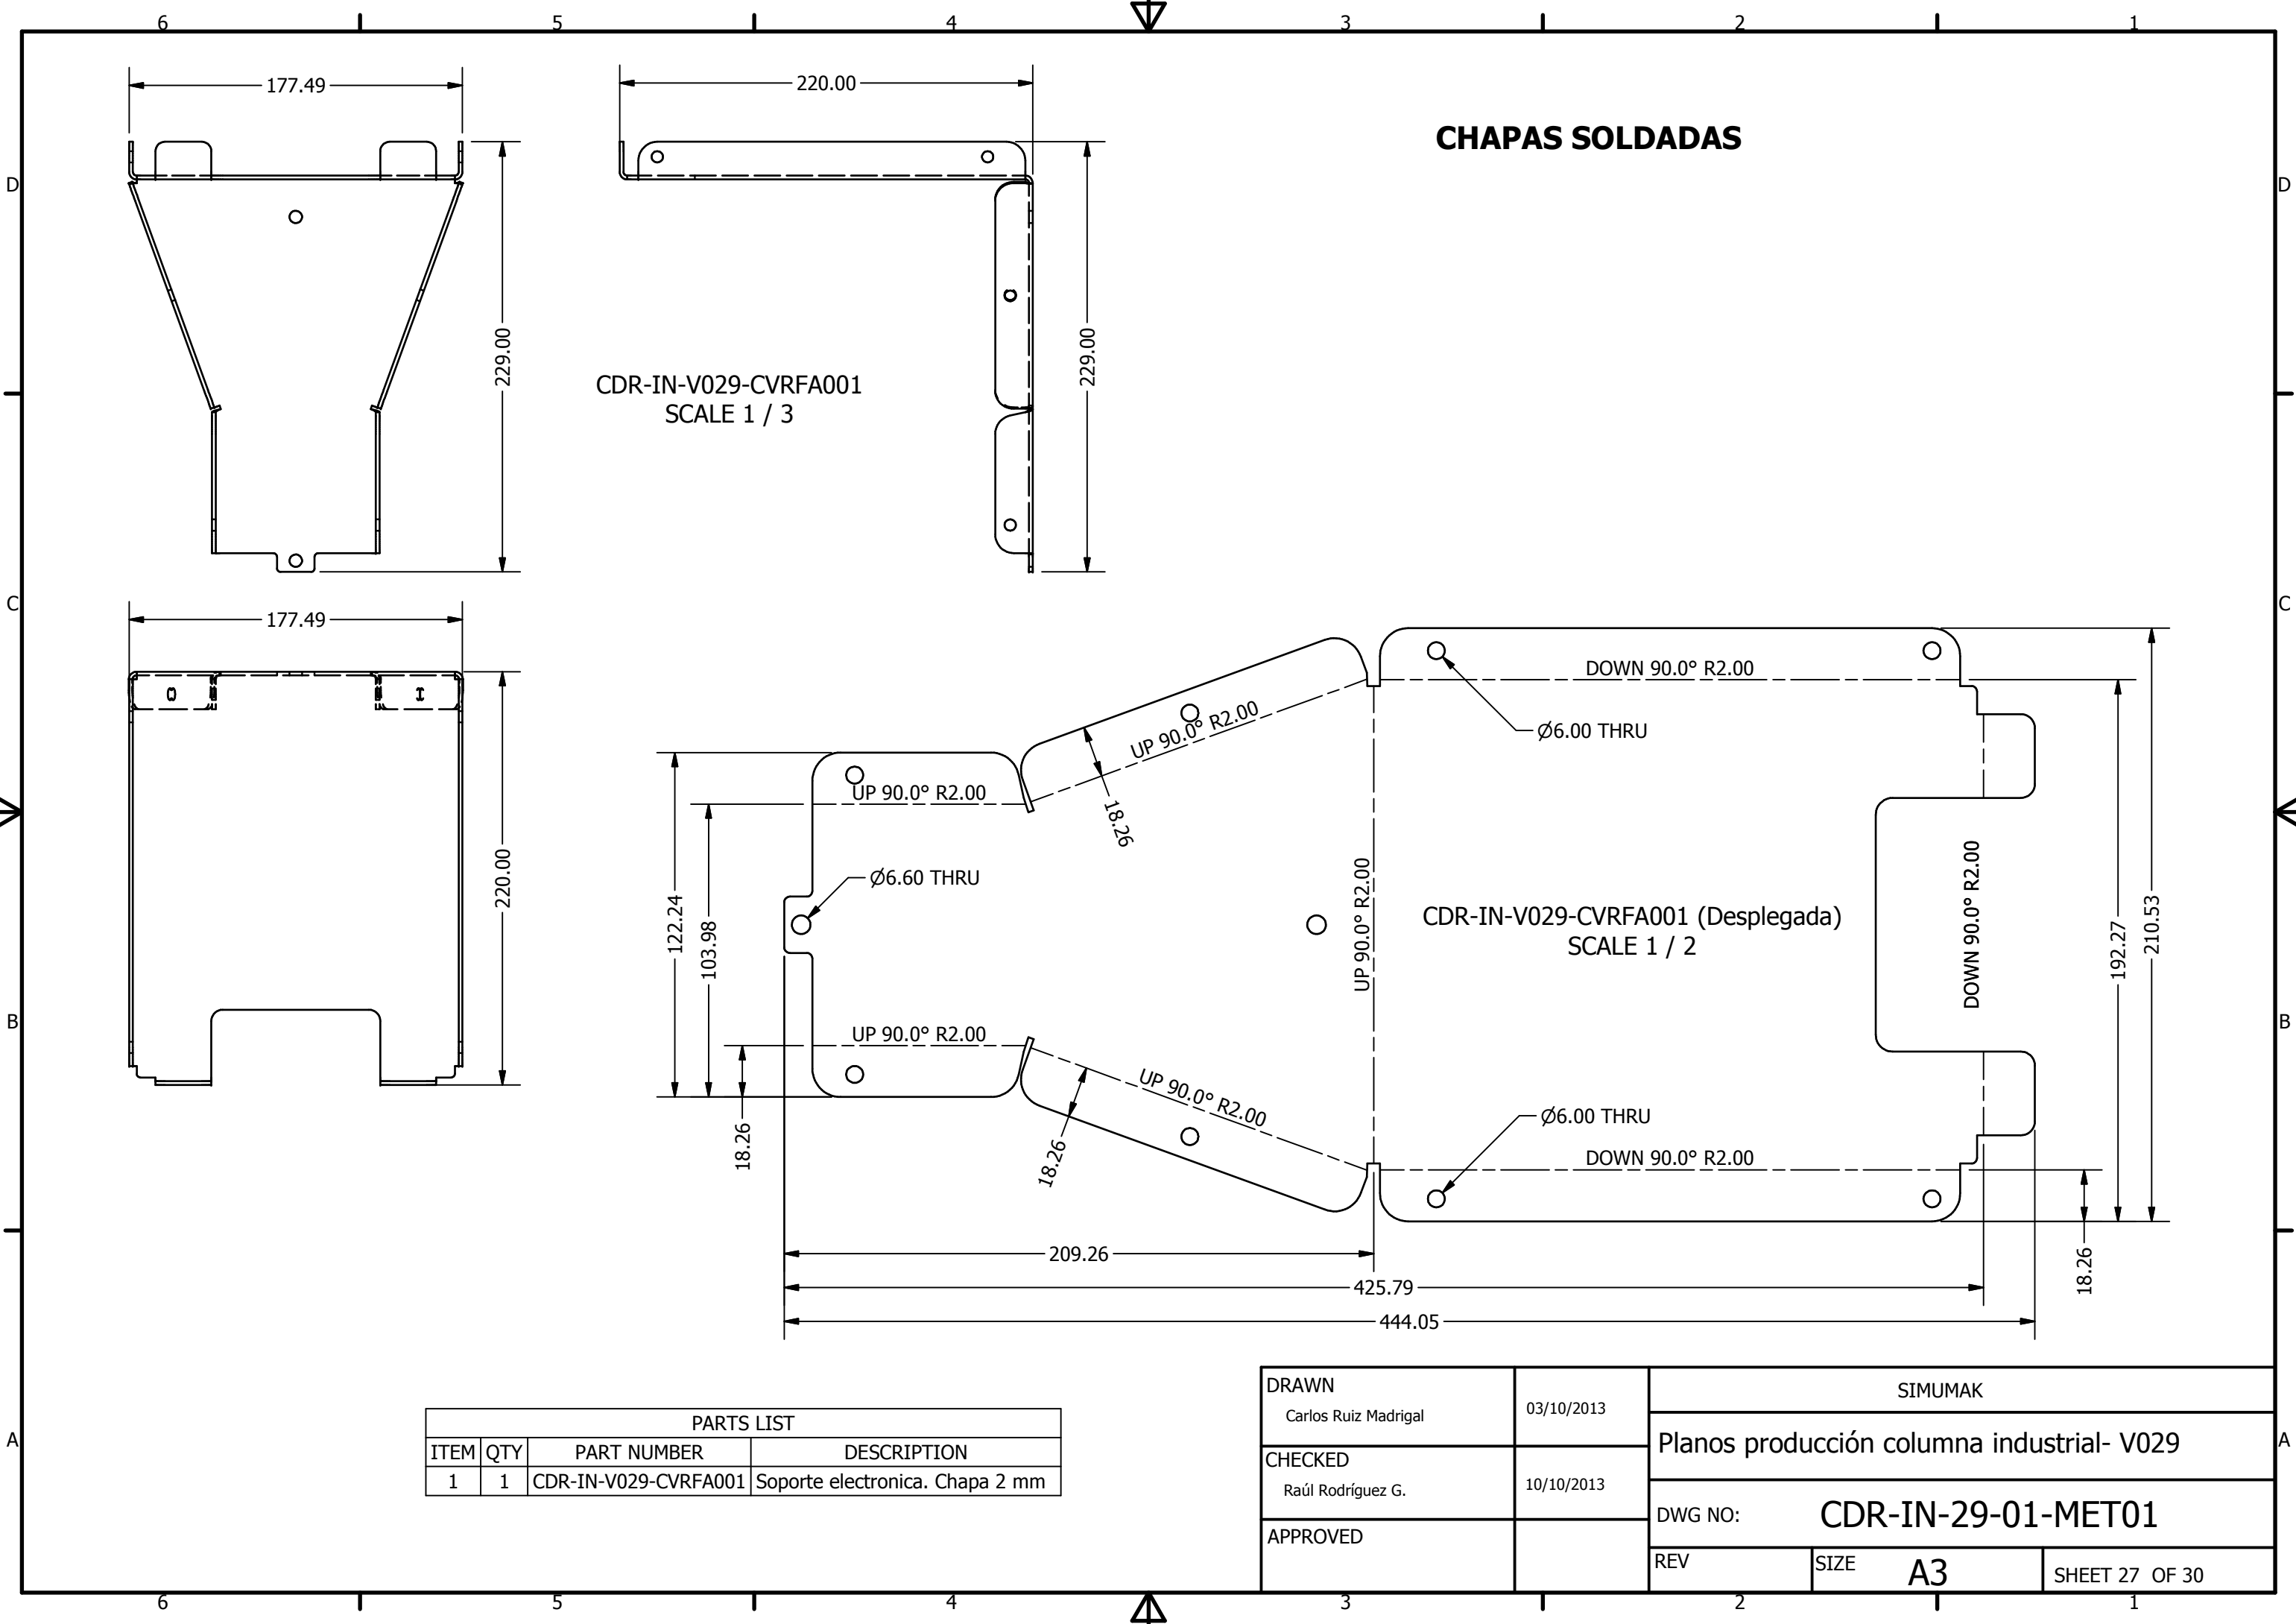 6 5 4 3 2 1
177.49
220.00
CHAPAS SOLDADAS
D
D
229.00
229.00
CDR-IN-V029-CVRFA001
SCALE 1 / 3
C
C
177.49
220.00
DOWN 90.0° R2.00
Ø6.00 THRU
UP 90.0° R2.00
UP 90.0° R2.00
18.26
Ø6.60 THRU
122.24
103.98
UP 90.0° R2.00
CDR-IN-V029-CVRFA001 (Desplegada)
SCALE 1 / 2
DOWN 90.0° R2.00
192.27
210.53
B
B
UP 90.0° R2.00
UP 90.0° R2.00
18.26
18.26
Ø6.00 THRU
DOWN 90.0° R2.00
18.26
209.26
425.79
444.05
A
A
PARTS LIST
ITEM QTY PART NUMBER DESCRIPTION
1 1 CDR-IN-V029-CVRFA001 Soporte electronica. Chapa 2 mm
DRAWN
Carlos Ruiz Madrigal
03/10/2013
CHECKED
Raúl Rodríguez G.
10/10/2013
APPROVED
SIMUMAK
Planos producción columna industrial- V029
DWG NO: CDR-IN-29-01-MET01
REV
SIZE A3
SHEET 27 OF 30
6 5 4 3 2 1